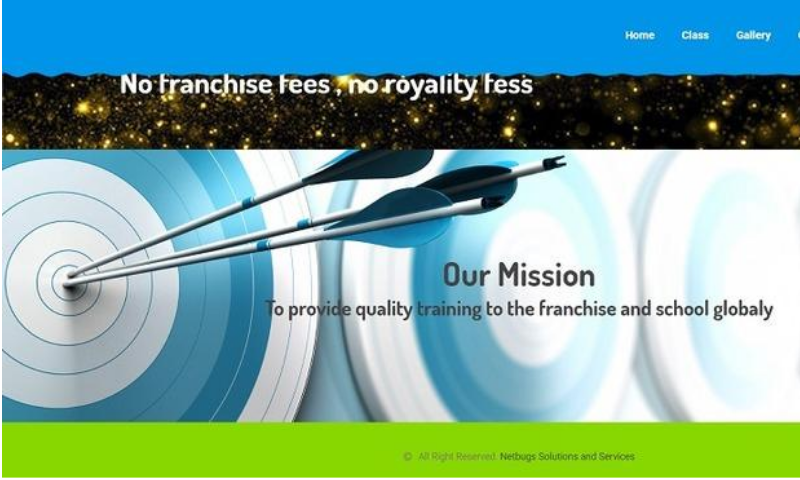 Home Class Gallery
No franchise fees , no royality fess
Our Mission
To provide quality training to the franchise and school globaly
© All Right Reserved. Netbugs Solutions and Services